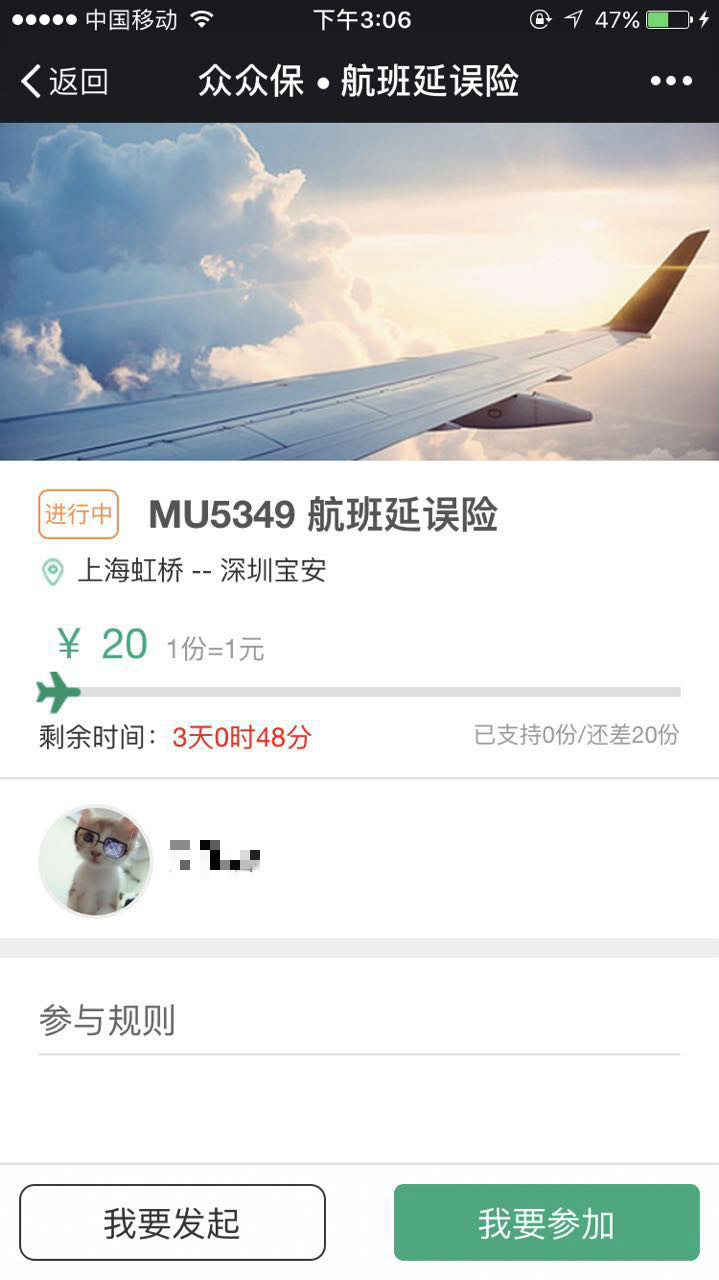 中国移动 下午3:06 47%
返回 众众保•航班延误险
进行中 MU5349 航班延误险
上海虹桥 -- 深圳宝安
¥ 20 1份=1元
剩余时间：3天0时48分 已支持0份/还差20份
参与规则
我要发起 我要参加